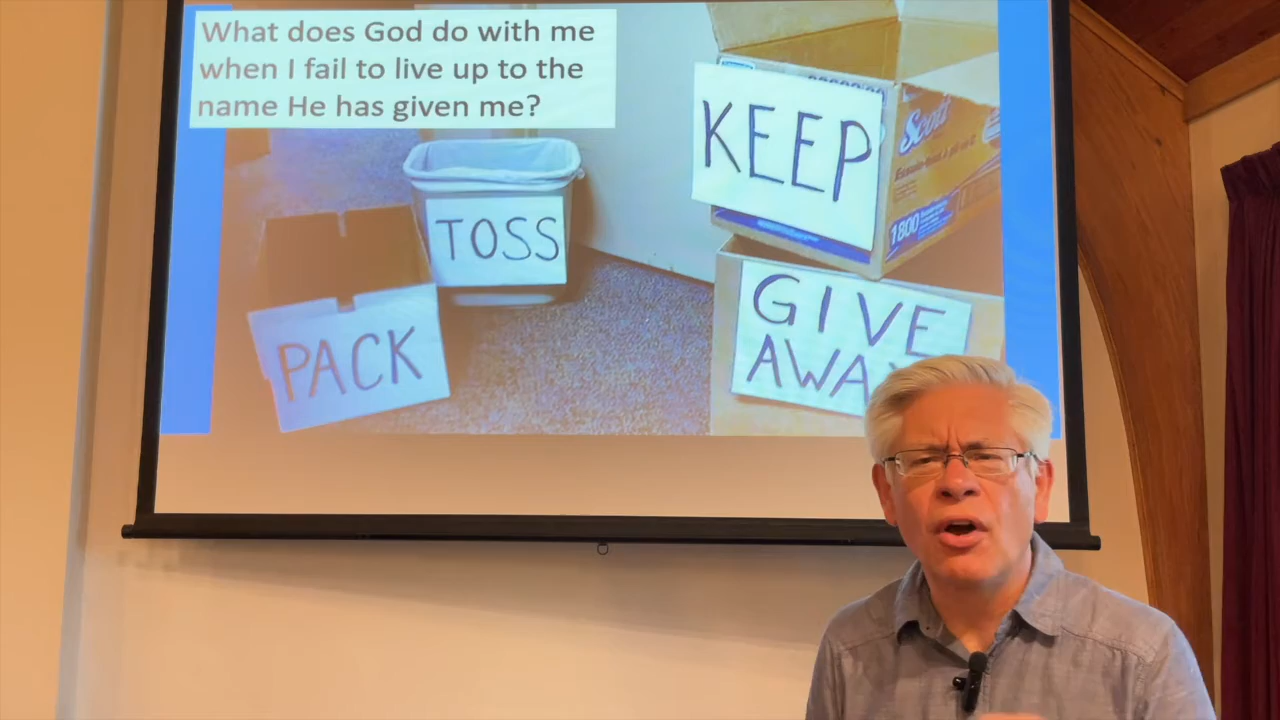 What does God do with me
when I fail to live up to the
name He has given me?
KEEP
Scott
1800
TOSS
GIVE
AWAY
PACK